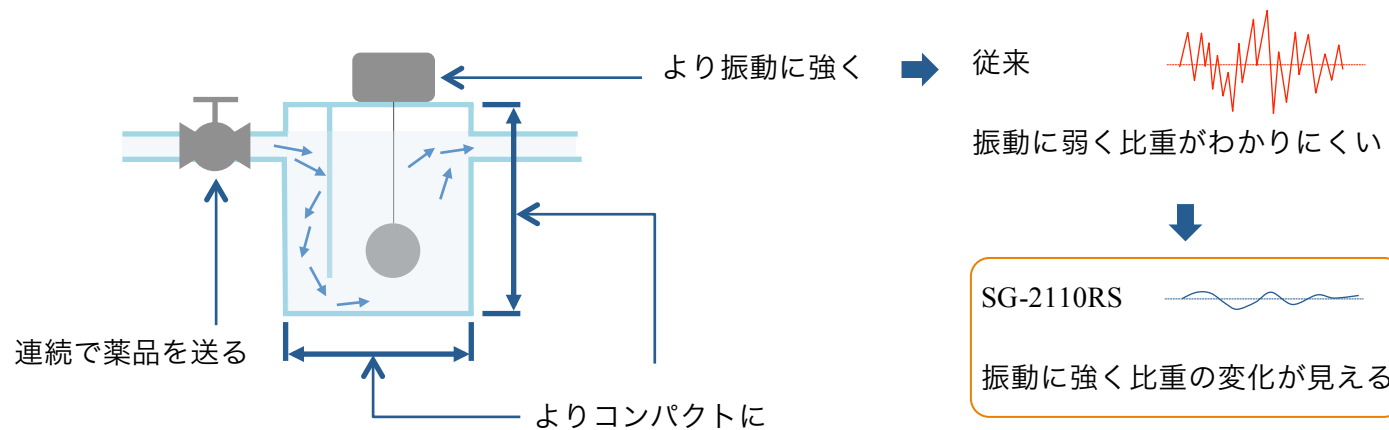 より振動に強く
従来
振動に弱く比重がわかりにくい
SG-2110RS
振動に強く比重の変化が見える
連続で薬品を送る
よりコンパクトに